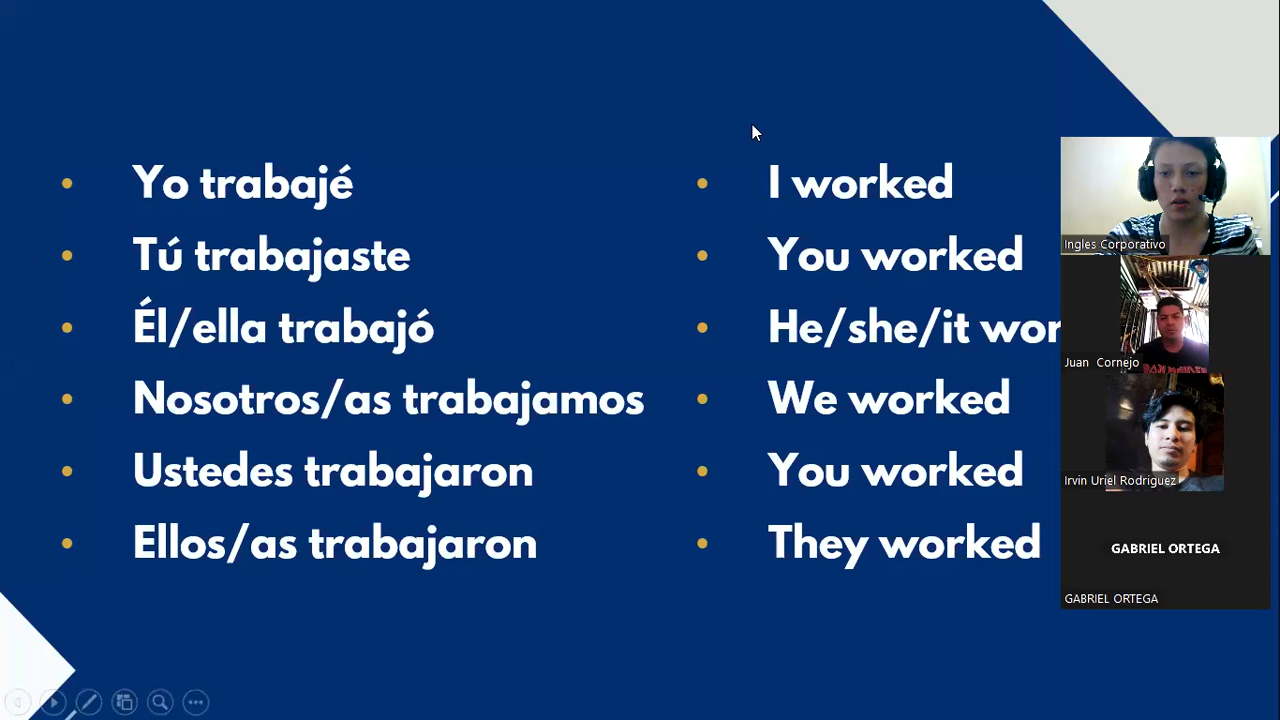 Yo trabajé
Tú trabajaste
Él/ella trabajó
Nosotros/as trabajamos
Ustedes trabajaron
Ellos/as trabajaron
I worked
You worked
He/she/it wor
We worked
You worked
They worked
Ingles Corporativo
Juan Cornejo
Irvin Uriel Rodriguez
GABRIEL ORTEGA
GABRIEL ORTEGA